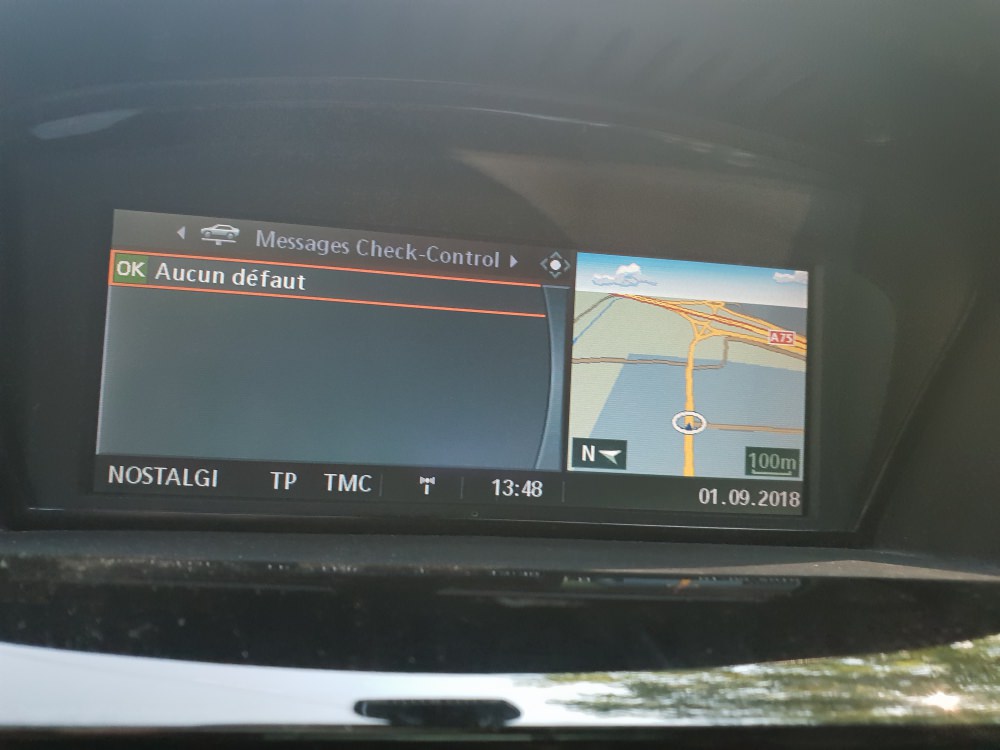 Messages Check-Control
OK Aucun défaut
A75
N
100m
NOSTALGI TP TMC 13:48 01.09.2018